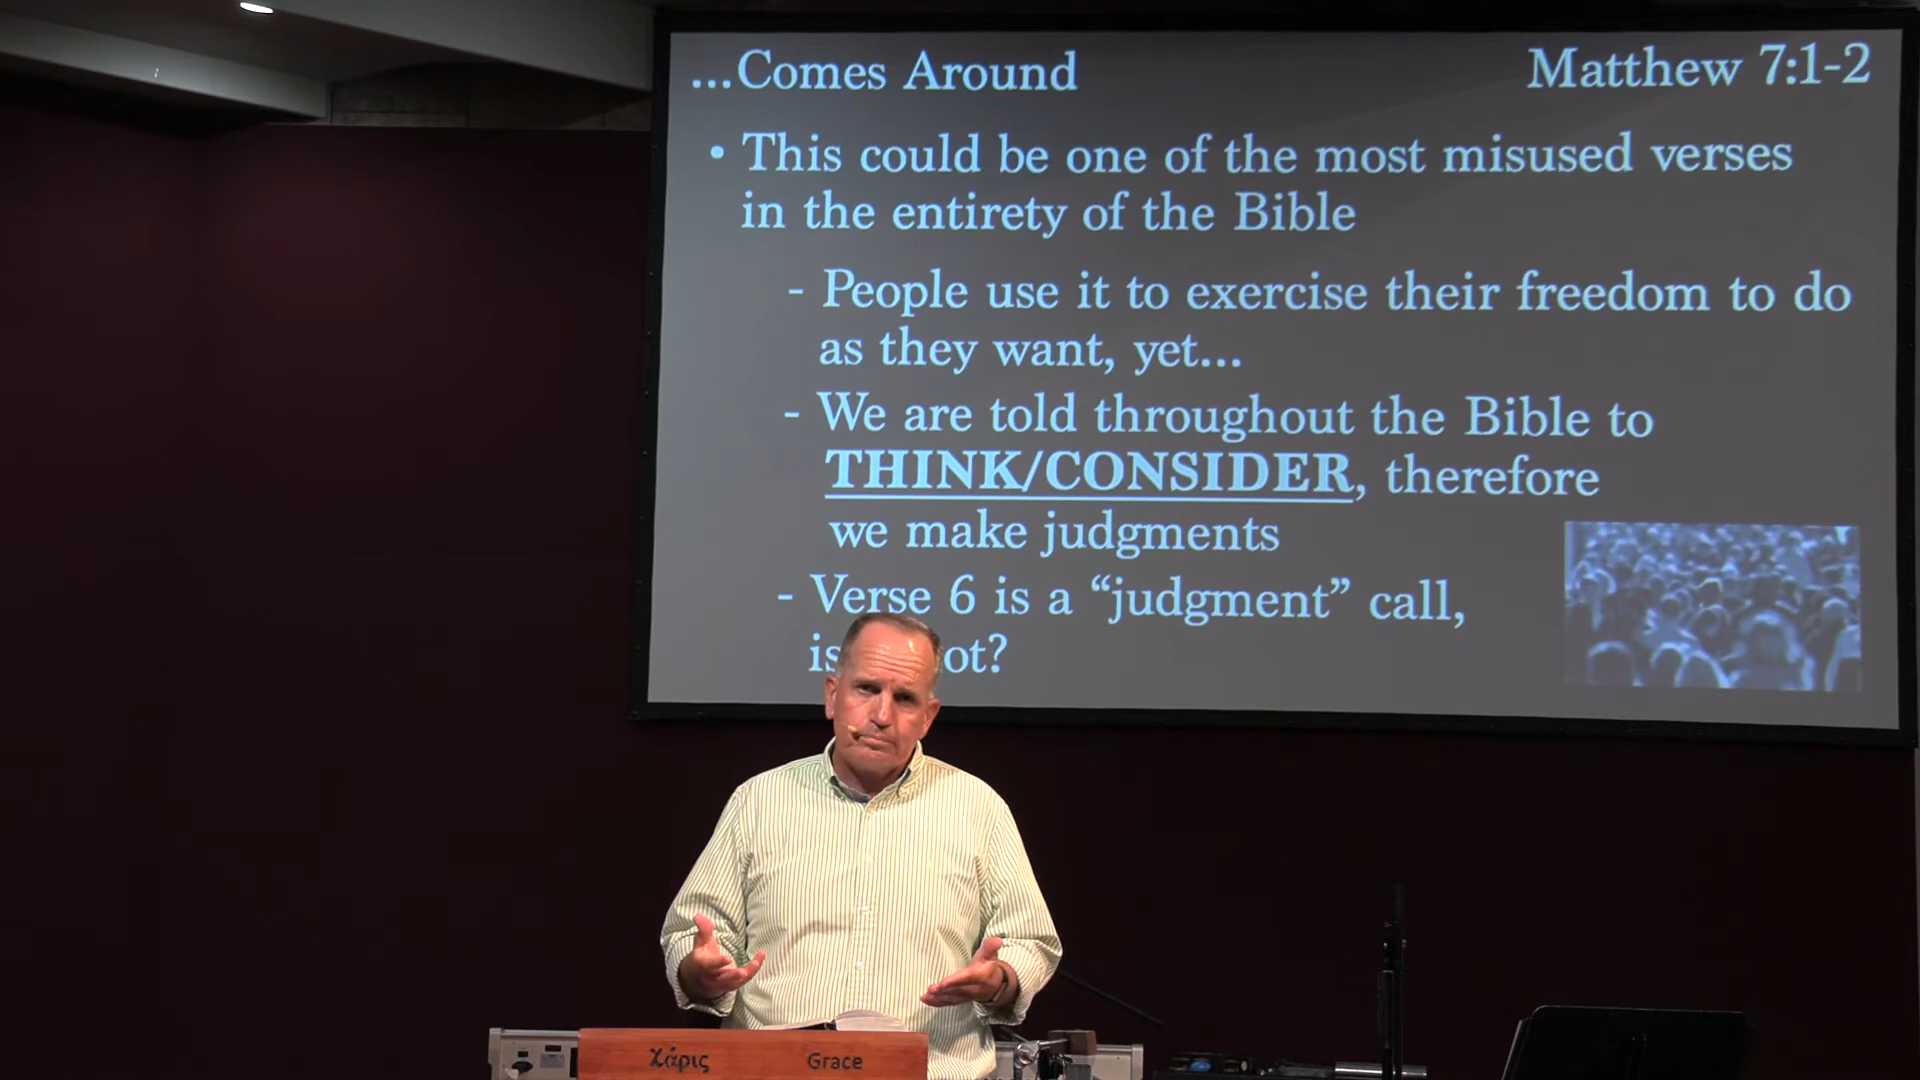 ...Comes Around
Matthew 7:1-2
• This could be one of the most misused verses
in the entirety of the Bible
- People use it to exercise their freedom to do
as they want, yet...
- We are told throughout the Bible to
THINK/CONSIDER, therefore
we make judgments
- Verse 6 is a “judgment” call,
Χάρις Grace